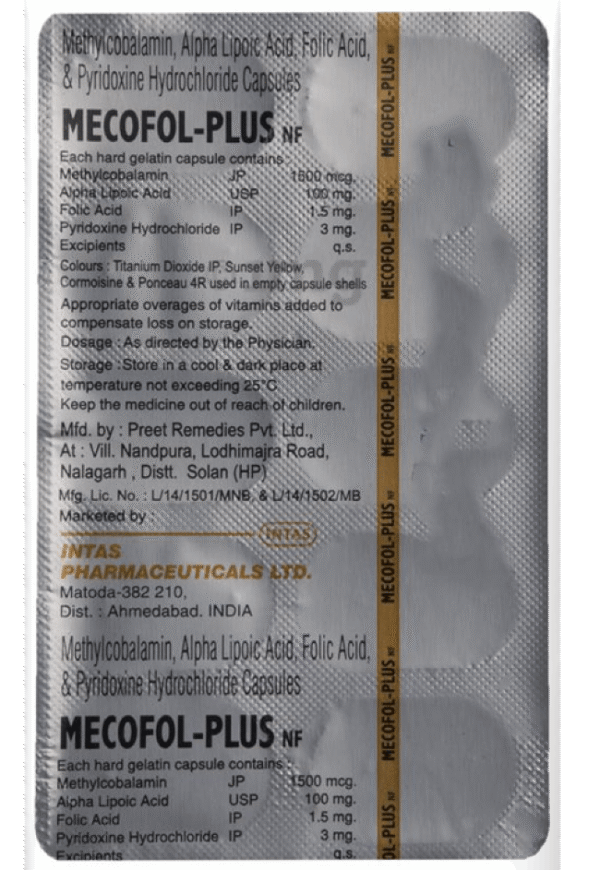 Methylcobalamin, Alpha Lipoic Acid, Folic Acid,
& Pyridoxine Hydrochloride Capsules
MECOFOL-PLUS NF
Each hard gelatin capsule contains :
Methylcobalamin JP 1500 mcg.
Alpha Lipoic Acid USP 100 mg.
Folic Acid IP 1.5 mg.
Pyridoxine Hydrochloride IP 3 mg.
Excipients q.s.
Colours : Titanium Dioxide IP, Sunset Yellow,
Cormoisine & Ponceau 4R used in empty capsule shells
Appropriate overages of vitamins added to
compensate loss on storage.
Dosage : As directed by the Physician.
Storage : Store in a cool & dark place at
temperature not exceeding 25°C
Keep the medicine out of reach of children.
Mfd. by : Preet Remedies Pvt. Ltd.,
At : Vill. Nandpura, Lodhimajra Road,
Nalagarh , Distt. Solan (HP)
Mfg. Lic. No. : L/14/1501/MNB, & L/14/1502/MB
Marketed by :
INTAS
INTAS
PHARMACEUTICALS LTD.
Matoda-382 210,
Dist. : Ahmedabad. INDIA
Methylcobalamin, Alpha Lipoic Acid, Folic Acid,
& Pyridoxine Hydrochloride Capsules
MECOFOL-PLUS NF
Each hard gelatin capsule contains :
Methylcobalamin JP 1500 mcg.
Alpha Lipoic Acid USP 100 mg.
Folic Acid IP 1.5 mg.
Pyridoxine Hydrochloride IP 3 mg.
Excipients q.s.
MECOFOL-PLUS NF
MECOFOL-PLUS NF
MECOFOL-PLUS NF
MECOFOL-PLUS NF
MECOFOL-PLUS NF
OL-PLUS NF